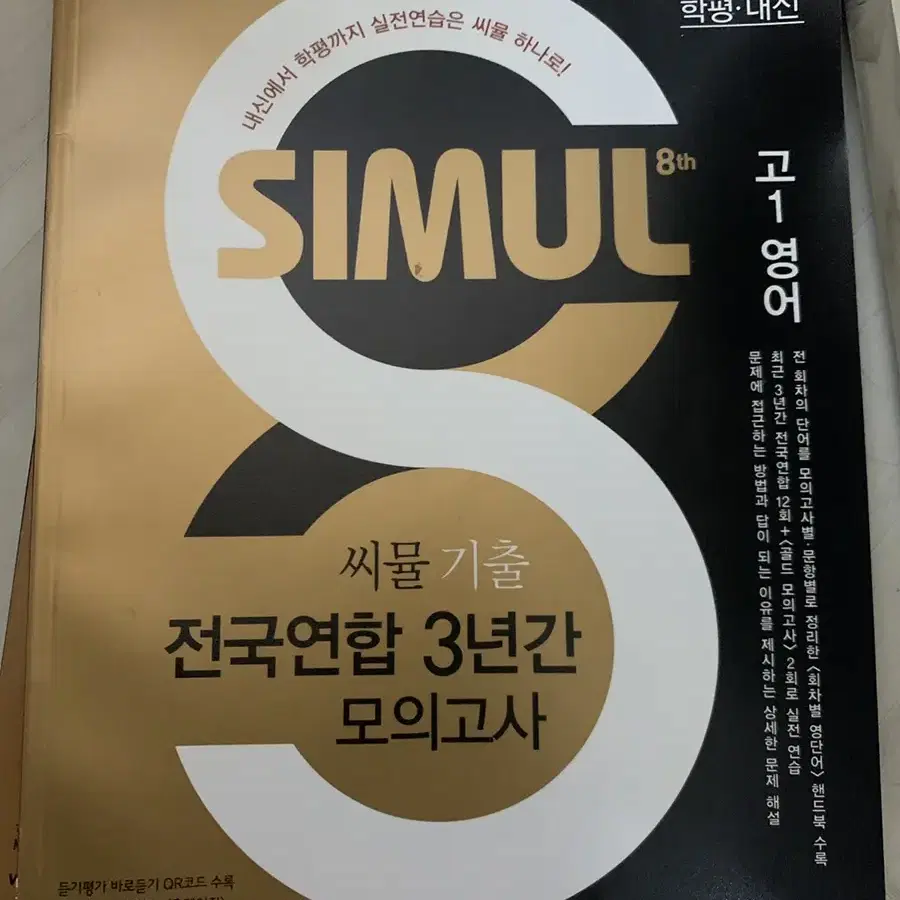 학평·내신
내신에서 학평까지 실전연습은 씨뮬 하나로!
SIMUL 8th
고1 영어
전 회차의 단어를 모의고사별·문항별로 정리한 <회차별 영단어> 핸드북 수록
최근 3년간 전국연합 12회+<골드 모의고사> 2회로 실전 연습
문제에 접근하는 방법과 답이 되는 이유를 제시하는 상세한 문제 해설
씨뮬 기출
전국연합 3년간
모의고사
듣기평가 바로듣기 QR코드 수록